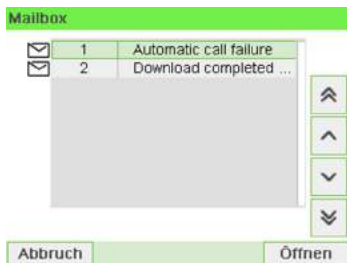 Mailbox
1 Automatic call failure
2 Download completed ...
Abbruch Öffnen